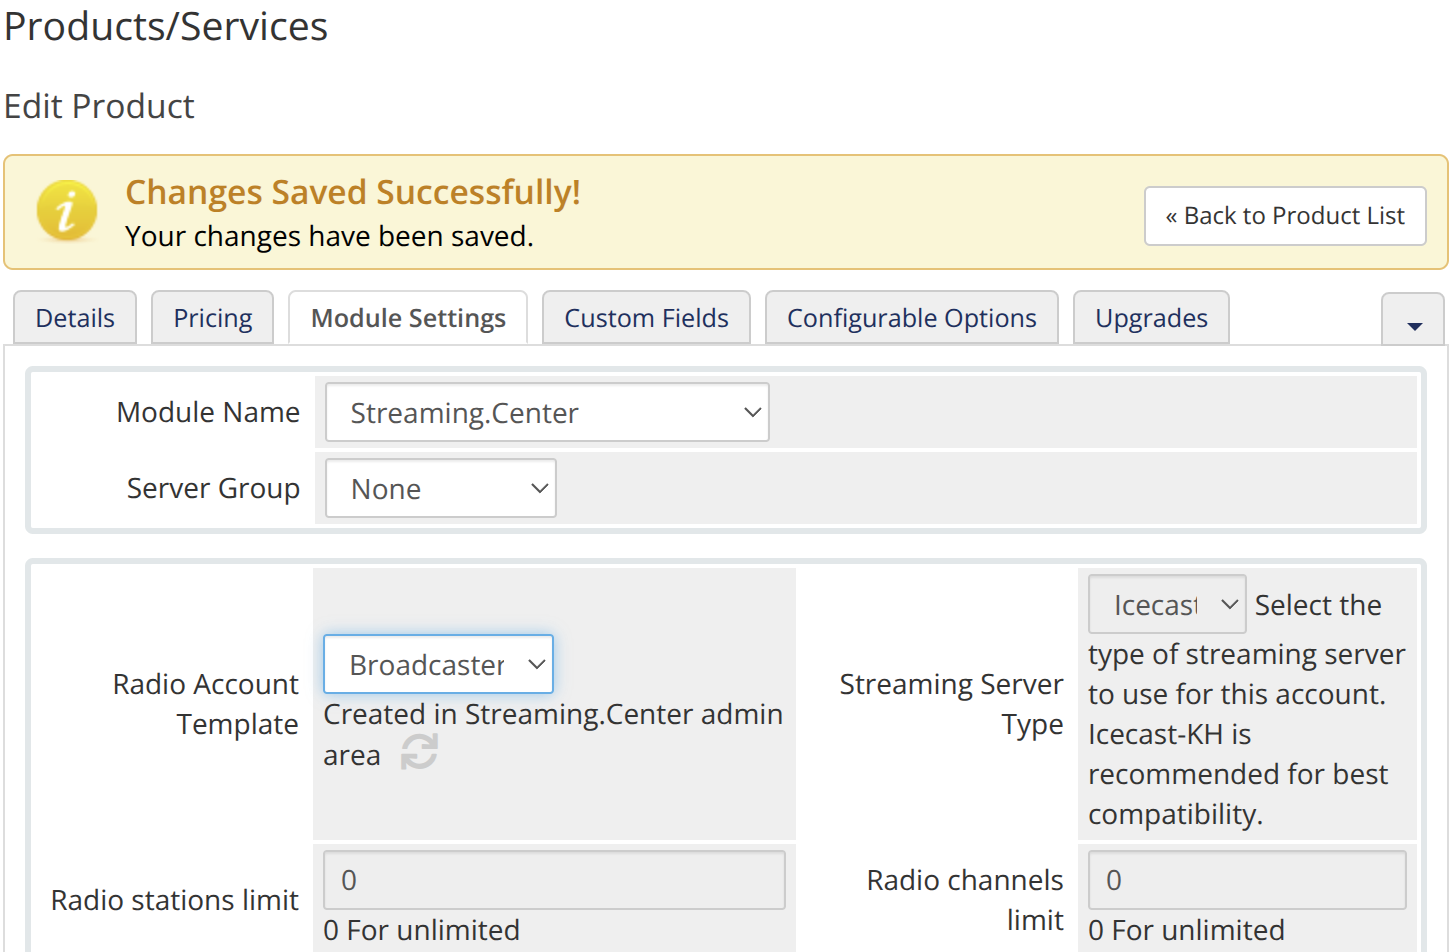 Products/Services
Edit Product
Changes Saved Successfully!
Your changes have been saved.
« Back to Product List
Details
Pricing
Module Settings
Custom Fields
Configurable Options
Upgrades
Module Name
Streaming.Center
Server Group
None
Radio Account
Template
Broadcaster
Created in Streaming.Center admin
area
Streaming Server
Type
Icecast Select the
type of streaming server
to use for this account.
Icecast-KH is
recommended for best
compatibility.
Radio stations limit
0
0 For unlimited
Radio channels
limit
0
0 For unlimited